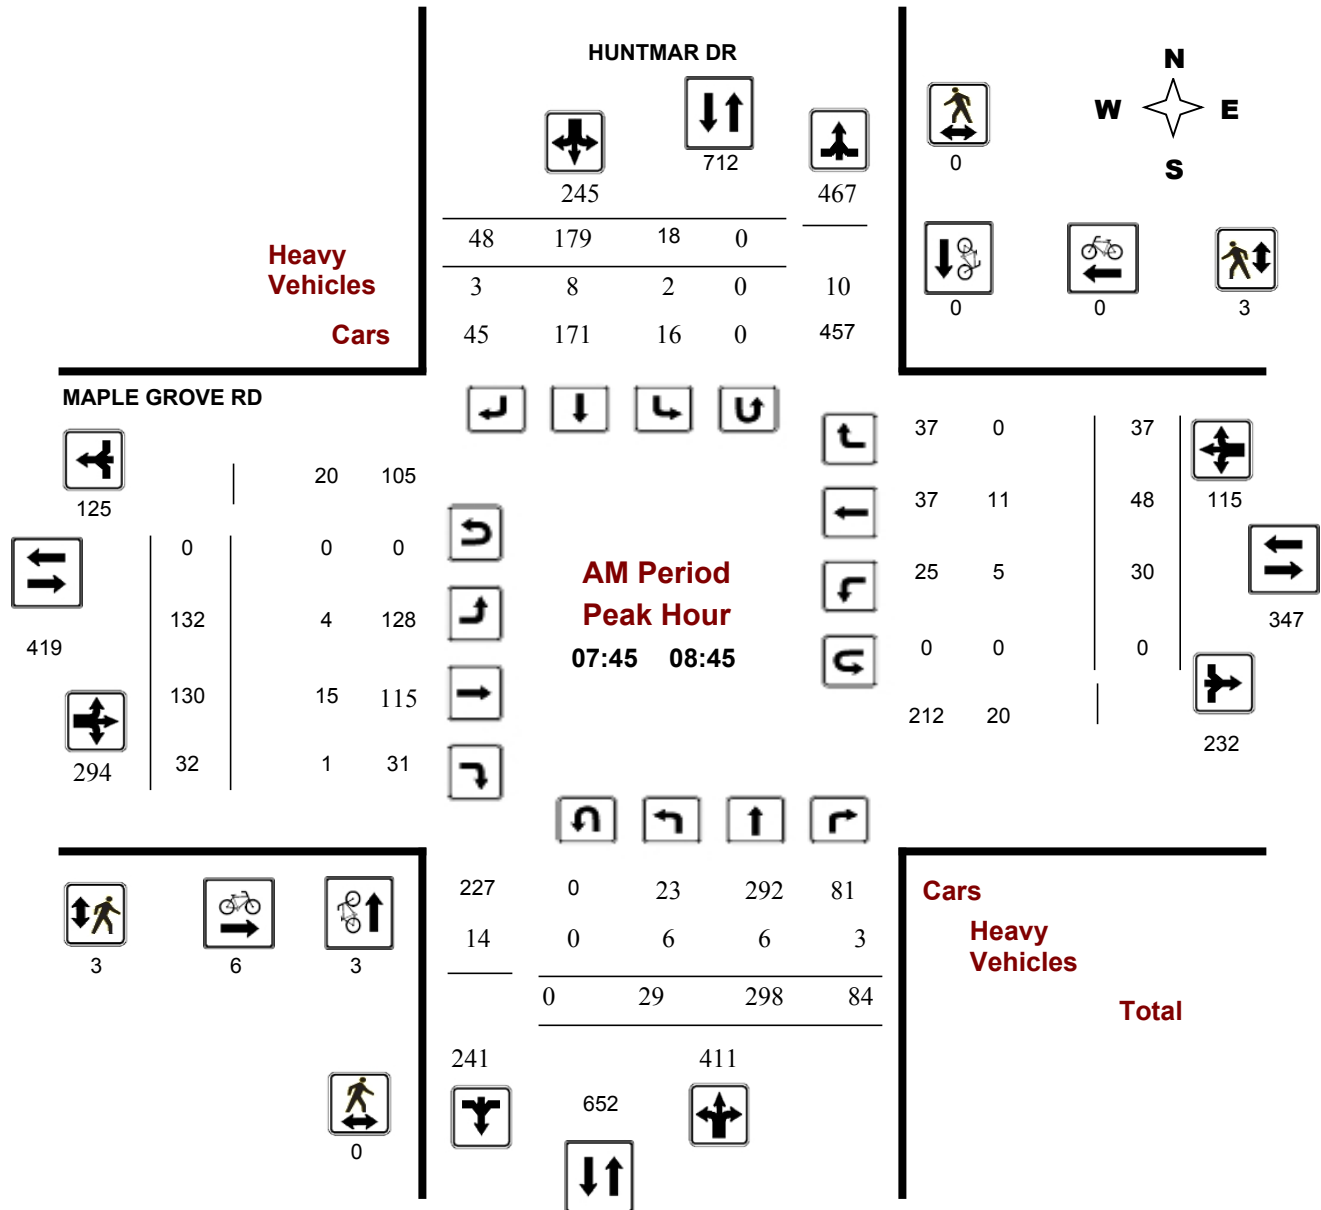 HUNTMAR DR
N
W E
S
712
0
245 467
48 179 18 0
Heavy
Vehicles
3 8 2 0 10
0 0 3
Cars
45 171 16 0 457
MAPLE GROVE RD
37 0 37
20 105
125
37 11 48 115
0 0 0
AM Period
25 5 30
Peak Hour
132 4 128
347
419
07:45 08:45
0 0 0
130 15 115
212 20
232
294 32 1 31
227 0 23 292 81
Cars
14 0 6 6 3
Heavy
Vehicles
3 6 3
0 29 298 84
Total
241 411
652
0